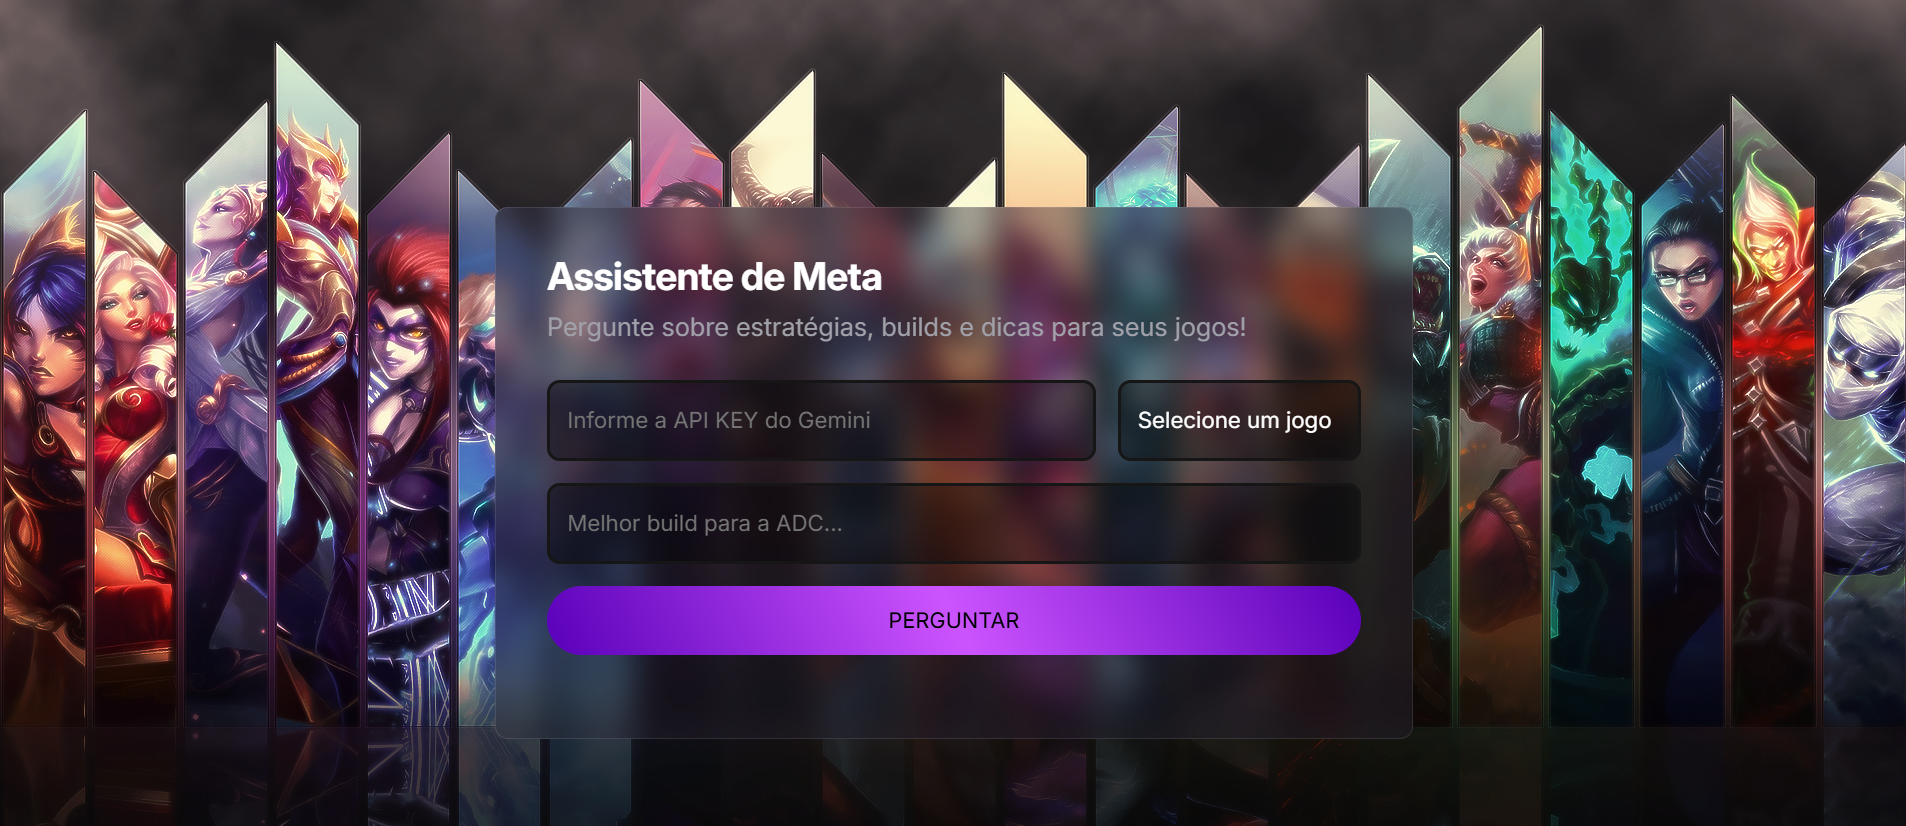 Assistente de Meta
Pergunte sobre estratégias, builds e dicas para seus jogos!
Informe a API KEY do Gemini
Selecione um jogo
Melhor build para a ADC...
PERGUNTAR